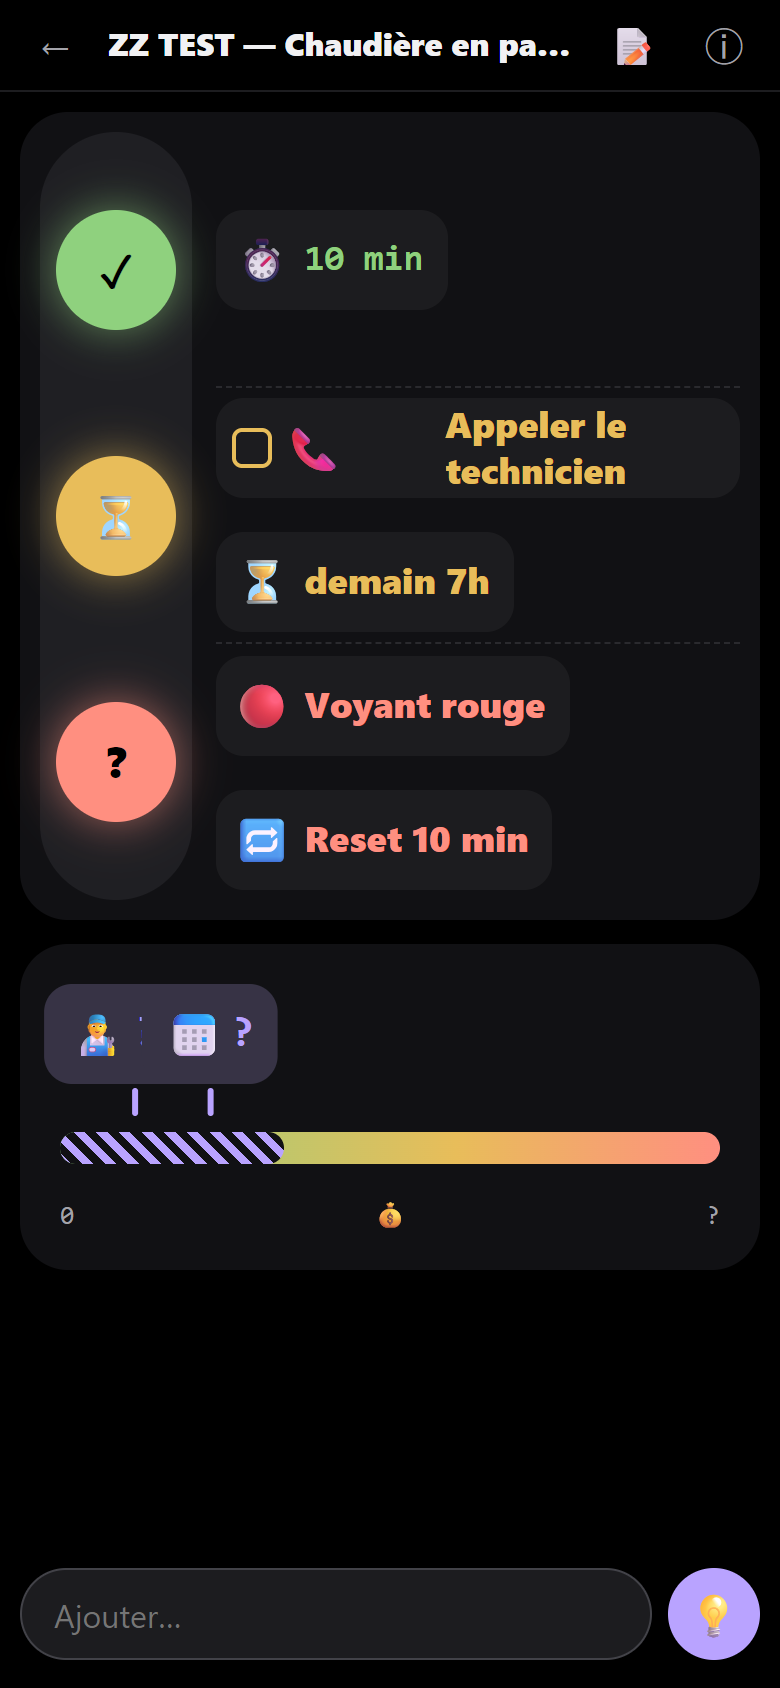 ← ZZ TEST — Chaudière en pa... ⓘ
✓
10 min
Appeler le
technicien
demain 7h
?
Voyant rouge
Reset 10 min
?
0 ?
Ajouter...